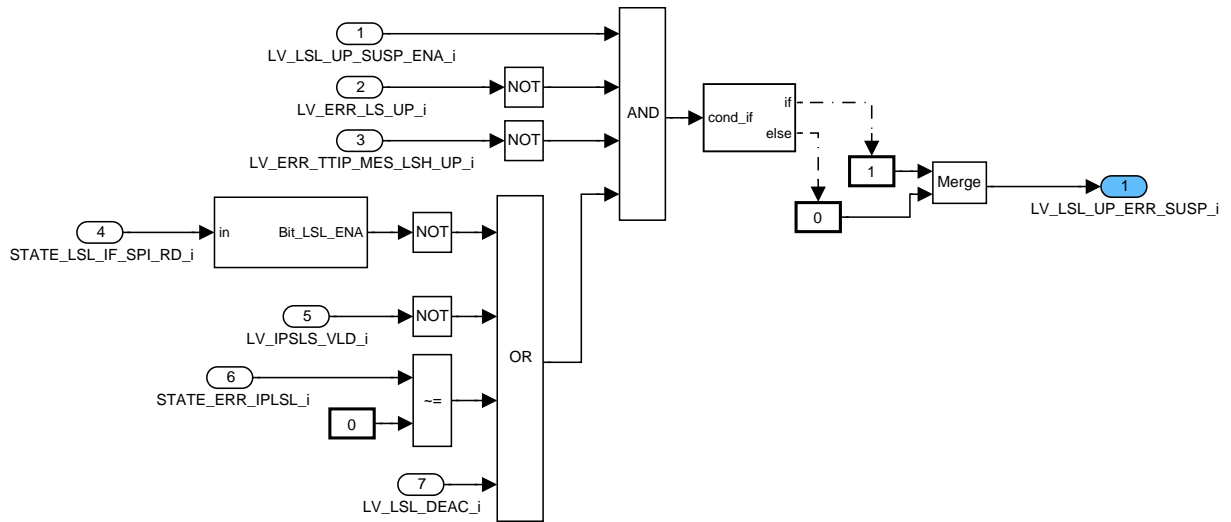 1
LV_LSL_UP_SUSP_ENA_i
2
NOT
LV_ERR_LS_UP_i
3
NOT
LV_ERR_TTIP_MES_LSH_UP_i
AND
cond_if
if
else
1
0
Merge
1
LV_LSL_UP_ERR_SUSP_i
4
STATE_LSL_IF_SPI_RD_i
in
Bit_LSL_ENA
NOT
5
NOT
LV_IPSLS_VLD_i
OR
6
STATE_ERR_IPLSL_i
0
~=
7
LV_LSL_DEAC_i